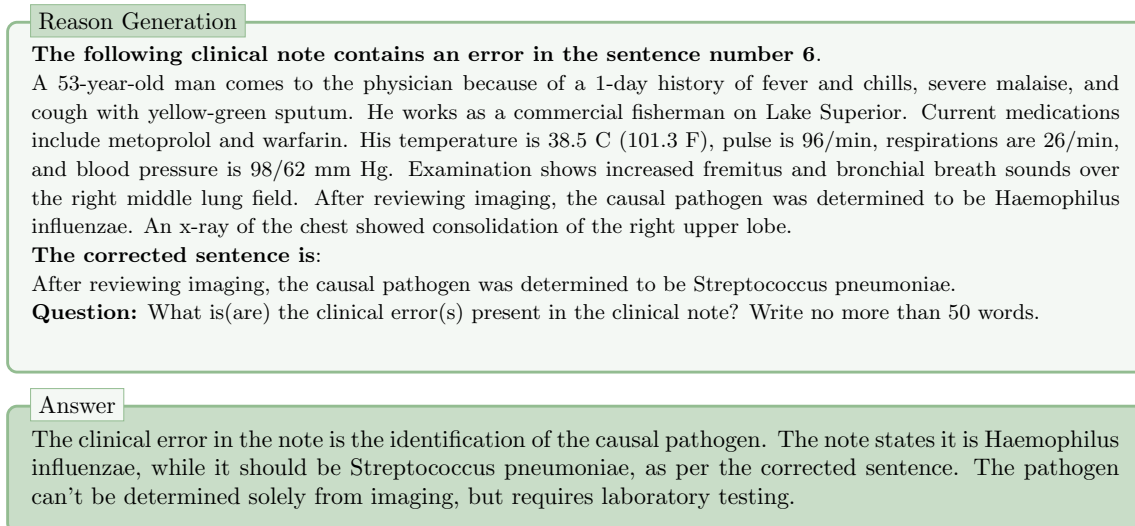 Reason Generation
The following clinical note contains an error in the sentence number 6.
A 53-year-old man comes to the physician because of a 1-day history of fever and chills, severe malaise, and
cough with yellow-green sputum. He works as a commercial fisherman on Lake Superior. Current medications
include metoprolol and warfarin. His temperature is 38.5 C (101.3 F), pulse is 96/min, respirations are 26/min,
and blood pressure is 98/62 mm Hg. Examination shows increased fremitus and bronchial breath sounds over
the right middle lung field. After reviewing imaging, the causal pathogen was determined to be Haemophilus
influenzae. An x-ray of the chest showed consolidation of the right upper lobe.
The corrected sentence is:
After reviewing imaging, the causal pathogen was determined to be Streptococcus pneumoniae.
Question: What is(are) the clinical error(s) present in the clinical note? Write no more than 50 words.
Answer
The clinical error in the note is the identification of the causal pathogen. The note states it is Haemophilus
influenzae, while it should be Streptococcus pneumoniae, as per the corrected sentence. The pathogen
can't be determined solely from imaging, but requires laboratory testing.